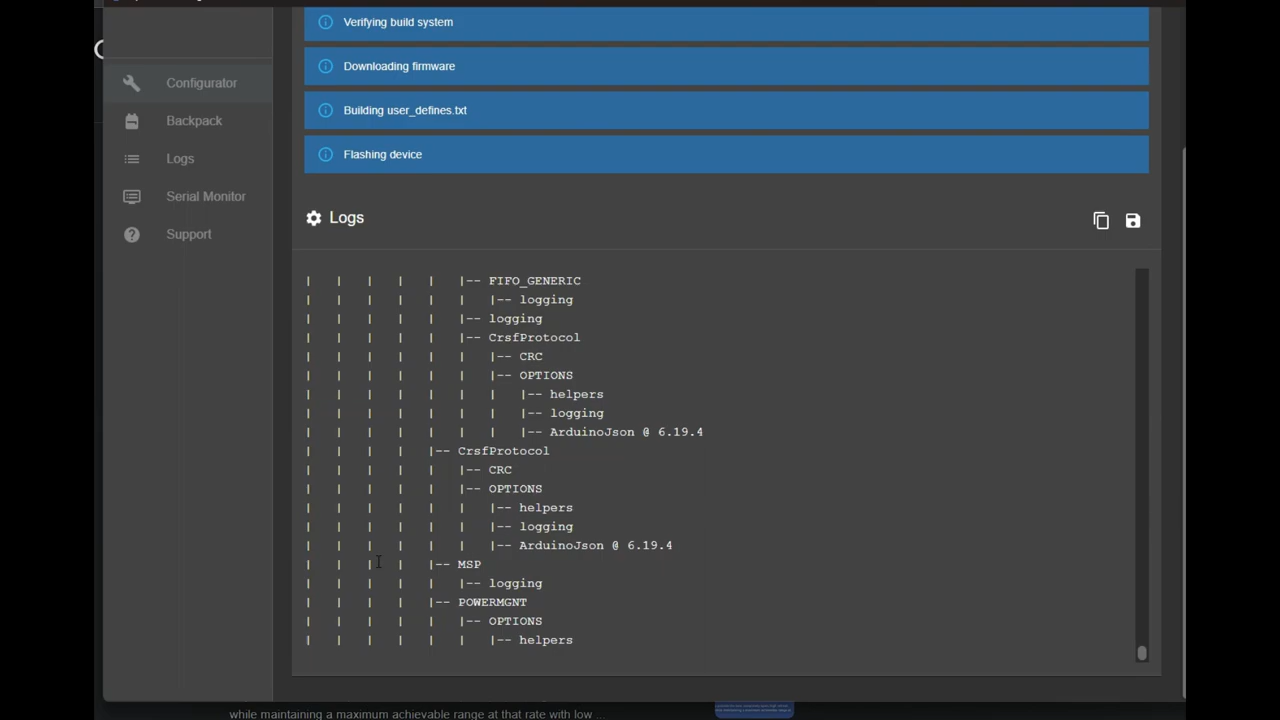 Verifying build system
Downloading firmware
Building user_defines.txt
Flashing device
Configurator
Backpack
Logs
Serial Monitor
Support
Logs
| | | | | |-- FIFO_GENERIC
| | | | | | |-- logging
| | | | | |-- logging
| | | | | |-- CrsfProtocol
| | | | | | |-- CRC
| | | | | | |-- OPTIONS
| | | | | | | |-- helpers
| | | | | | | |-- logging
| | | | | | | |-- ArduinoJson @ 6.19.4
| | | | |-- CrsfProtocol
| | | | | |-- CRC
| | | | | |-- OPTIONS
| | | | | | |-- helpers
| | | | | | |-- logging
| | | | | | |-- ArduinoJson @ 6.19.4
| | | | |-- MSP
| | | | | |-- logging
| | | | |-- POWERMGNT
| | | | | |-- OPTIONS
| | | | | | |-- helpers
while maintaining a maximum achievable range at that rate with low ...